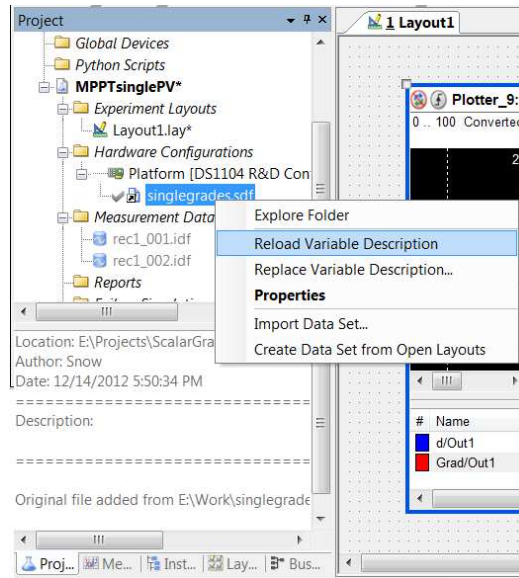 Project
Global Devices
Python Scripts
MPPTsinglePV*
Experiment Layouts
Layout1.lay*
Hardware Configurations
Platform [DS1104 R&D Con
singlegrades.sdf
Measurement Data
rec1_001.idf
rec1_002.idf
Reports
Location: E:\Projects\ScalarGra
Author: Snow
Date: 12/14/2012 5:50:34 PM
Description:
Original file added from E:\Work\singlegrade
Proj... Me... Inst... Lay... Bus...
Explore Folder
Reload Variable Description
Replace Variable Description...
Properties
Import Data Set...
Create Data Set from Open Layouts
1 Layout1
Plotter_9:
0 .. 100 Converted
2
# Name
d/Out1
Grad/Out1